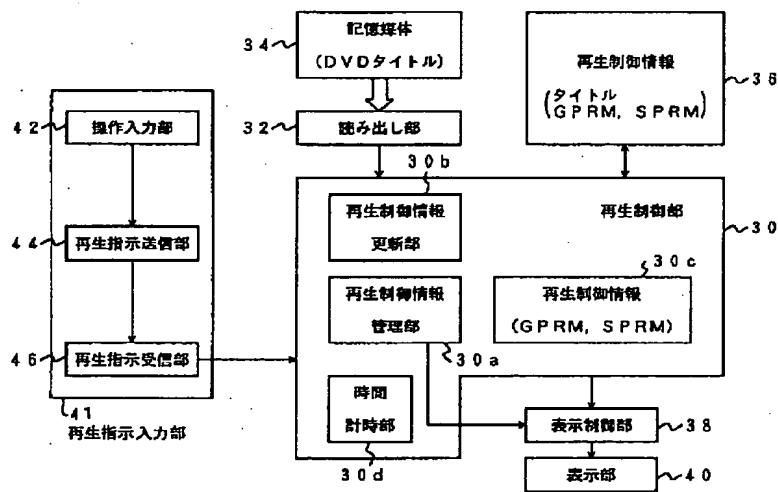 34
記憶媒体
(DVDタイトル)
再生制御情報
(タイトル
GPRM, SPRM)
36
42
操作入力部
32
読み出し部
30b
再生制御情報
更新部
再生制御部
30
44
再生指示送信部
30c
再生制御情報
管理部
再生制御情報
(GPRM, SPRM)
46
再生指示受信部
30a
41
再生指示入力部
時間
計時部
30d
表示制御部
38
表示部
40